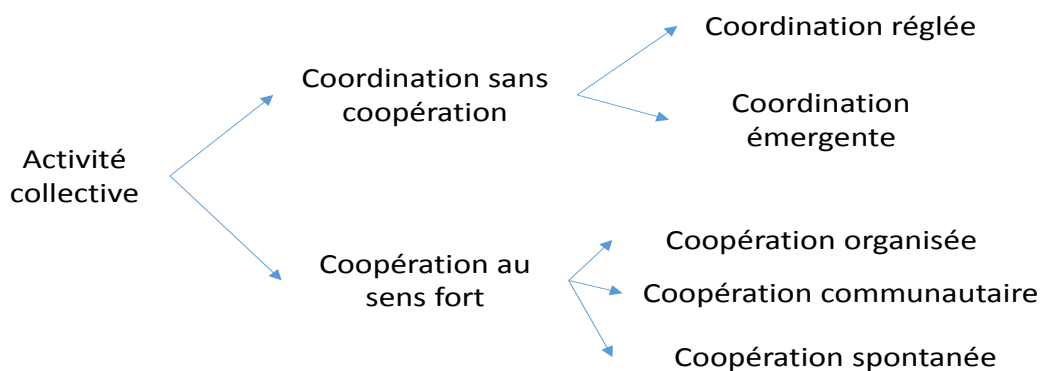 Activité
collective
Coordination sans
coopération
Coordination réglée
Coordination
émergente
Coopération au
sens fort
Coopération organisée
Coopération communautaire
Coopération spontanée